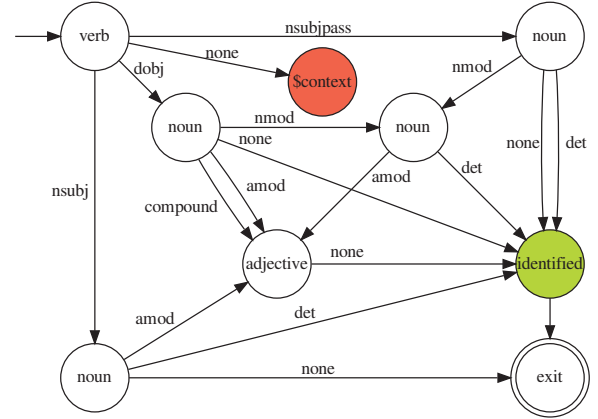 nsubjpass
verb
noun
none
dobj
$context
nmod
noun
nmod
noun
none
none
det
amod
amod
det
nsubj
compound
adjective
none
identified
det
amod
noun
none
exit